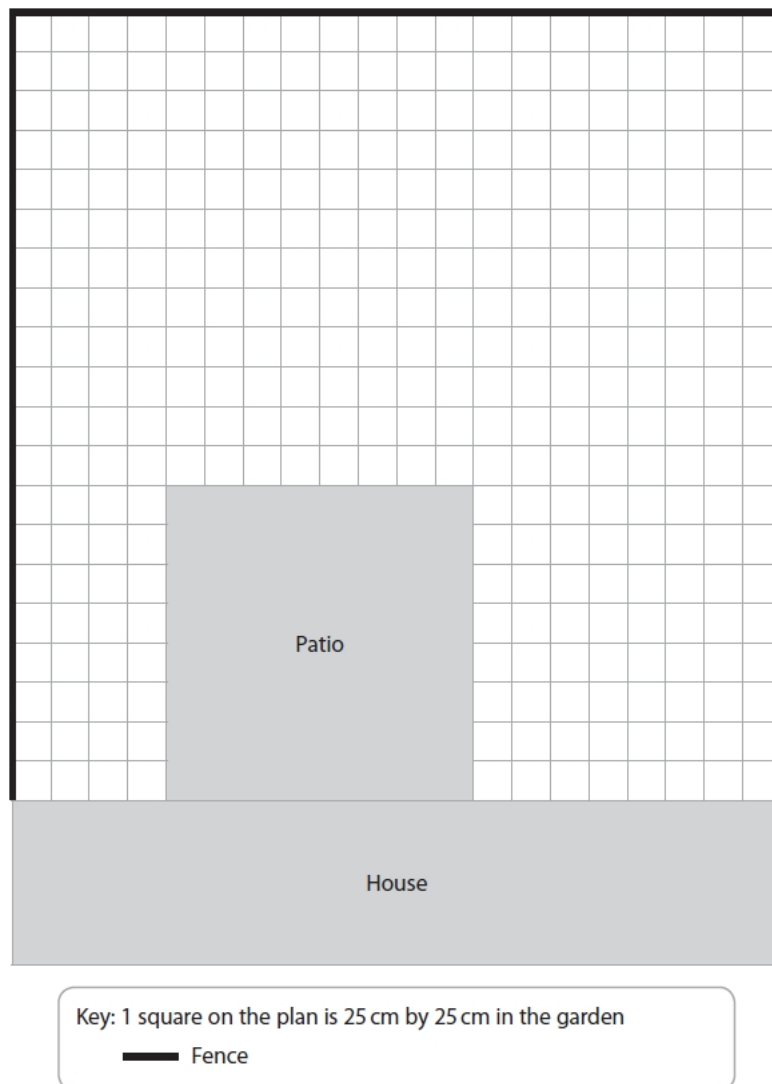 Patio
House
Key: 1 square on the plan is 25 cm by 25 cm in the garden
Fence